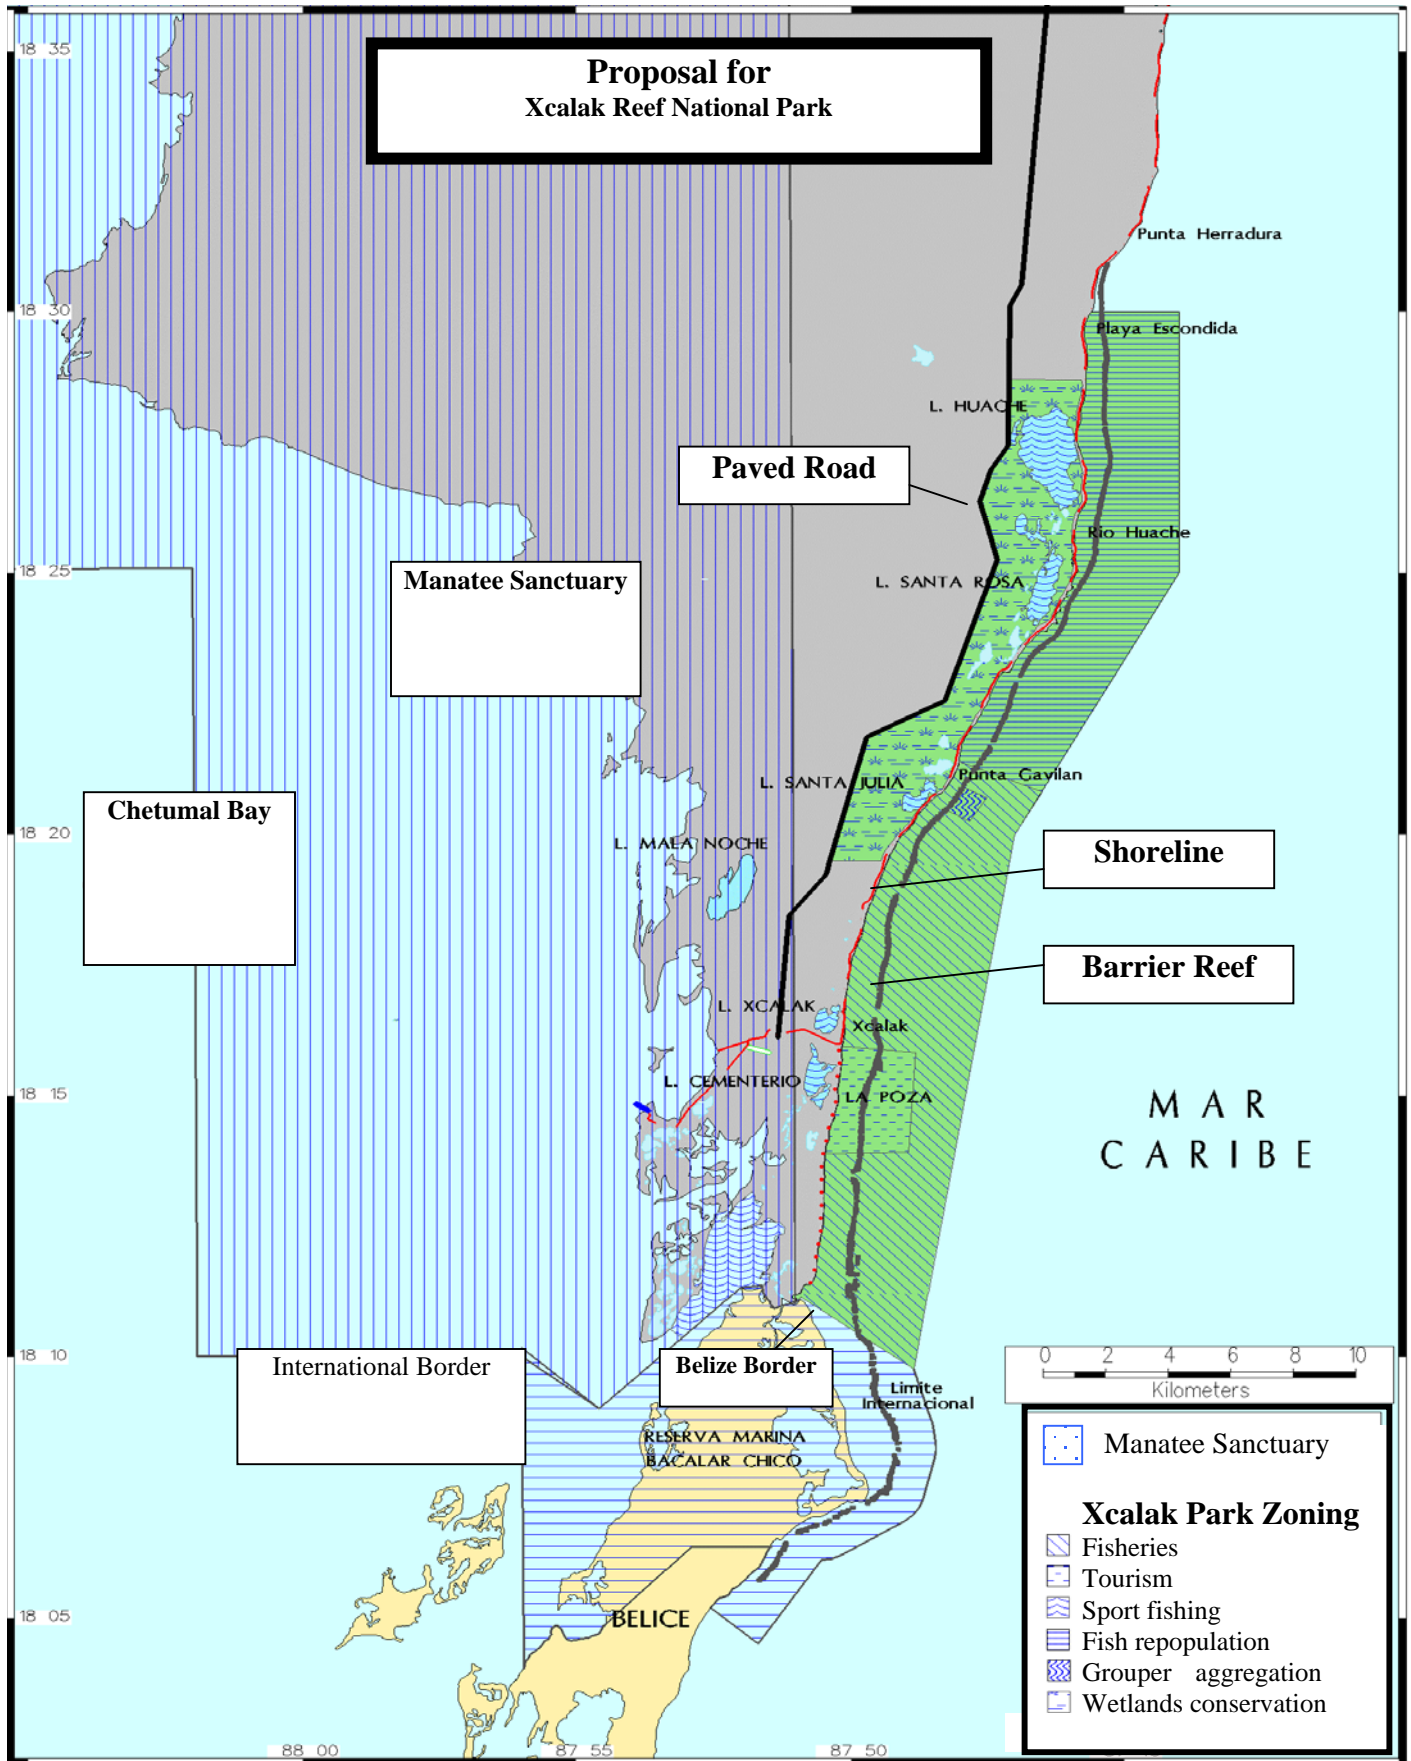 18 35
Proposal for
Xcalak Reef National Park
Punta Herradura
18 30
Playa Escondida
L. HUACHE
Paved Road
Rio Huache
18 25
Manatee Sanctuary
L. SANTA ROSA
Punta Gavilan
L. SANTA JULIA
Chetumal Bay
18 20
L. MALA NOCHE
Shoreline
Barrier Reef
L. XCALAK
Xcalak
L. CEMENTERIO
18 15
LA POZA
MAR
CARIBE
18 10
International Border
Belize Border
0 2 4 6 8 10
Kilometers
Limite
Internacional
RESERVA MARINA
BACALAR CHICO
Manatee Sanctuary
Xcalak Park Zoning
Fisheries
Tourism
Sport fishing
Fish repopulation
Grouper aggregation
Wetlands conservation
18 05
BELICE
88 00
87 55
87 50